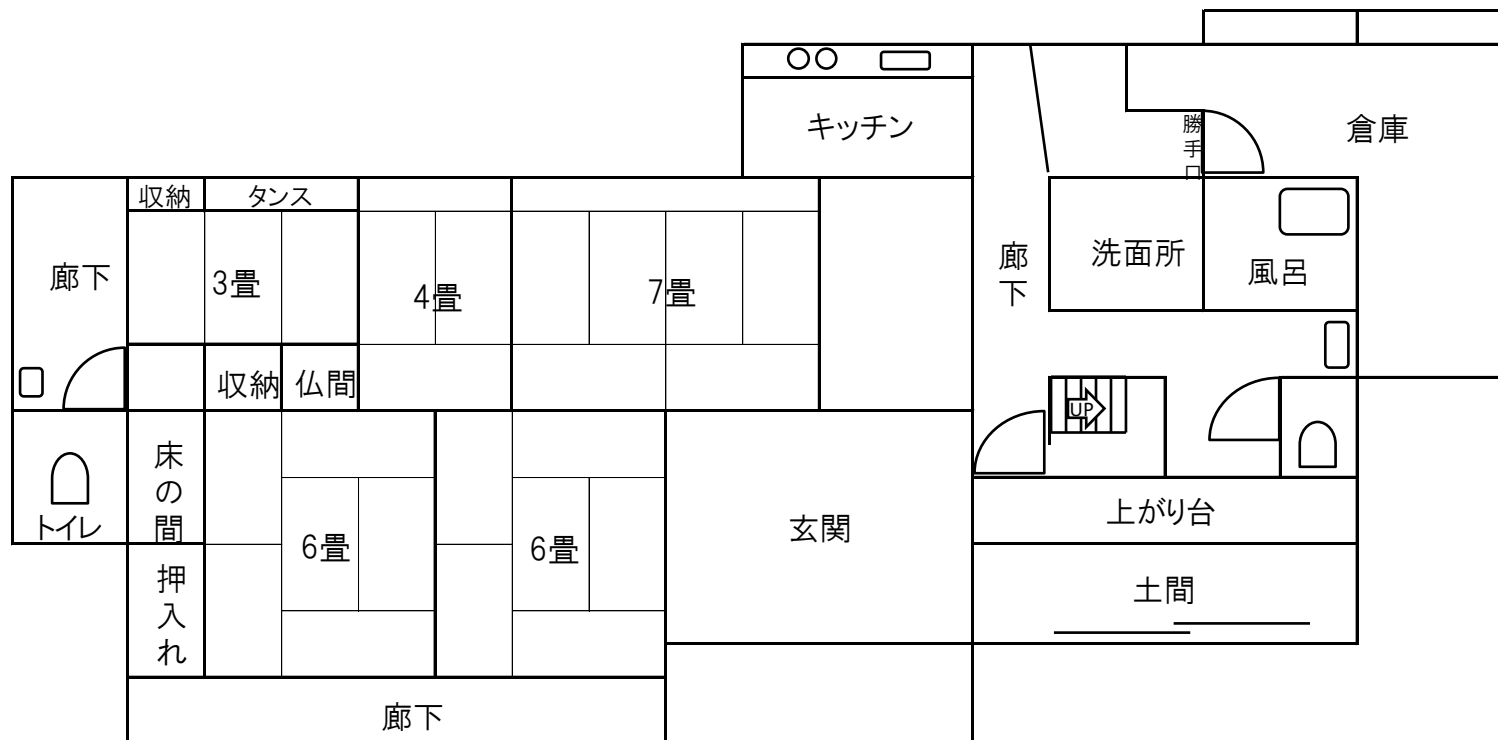 キッチン
勝手口
倉庫
収納
タンス
廊下
3畳
4畳
7畳
廊下
洗面所
風呂
収納
仏間
UP
床の間
トイレ
6畳
6畳
玄関
上がり台
土間
押入れ
廊下